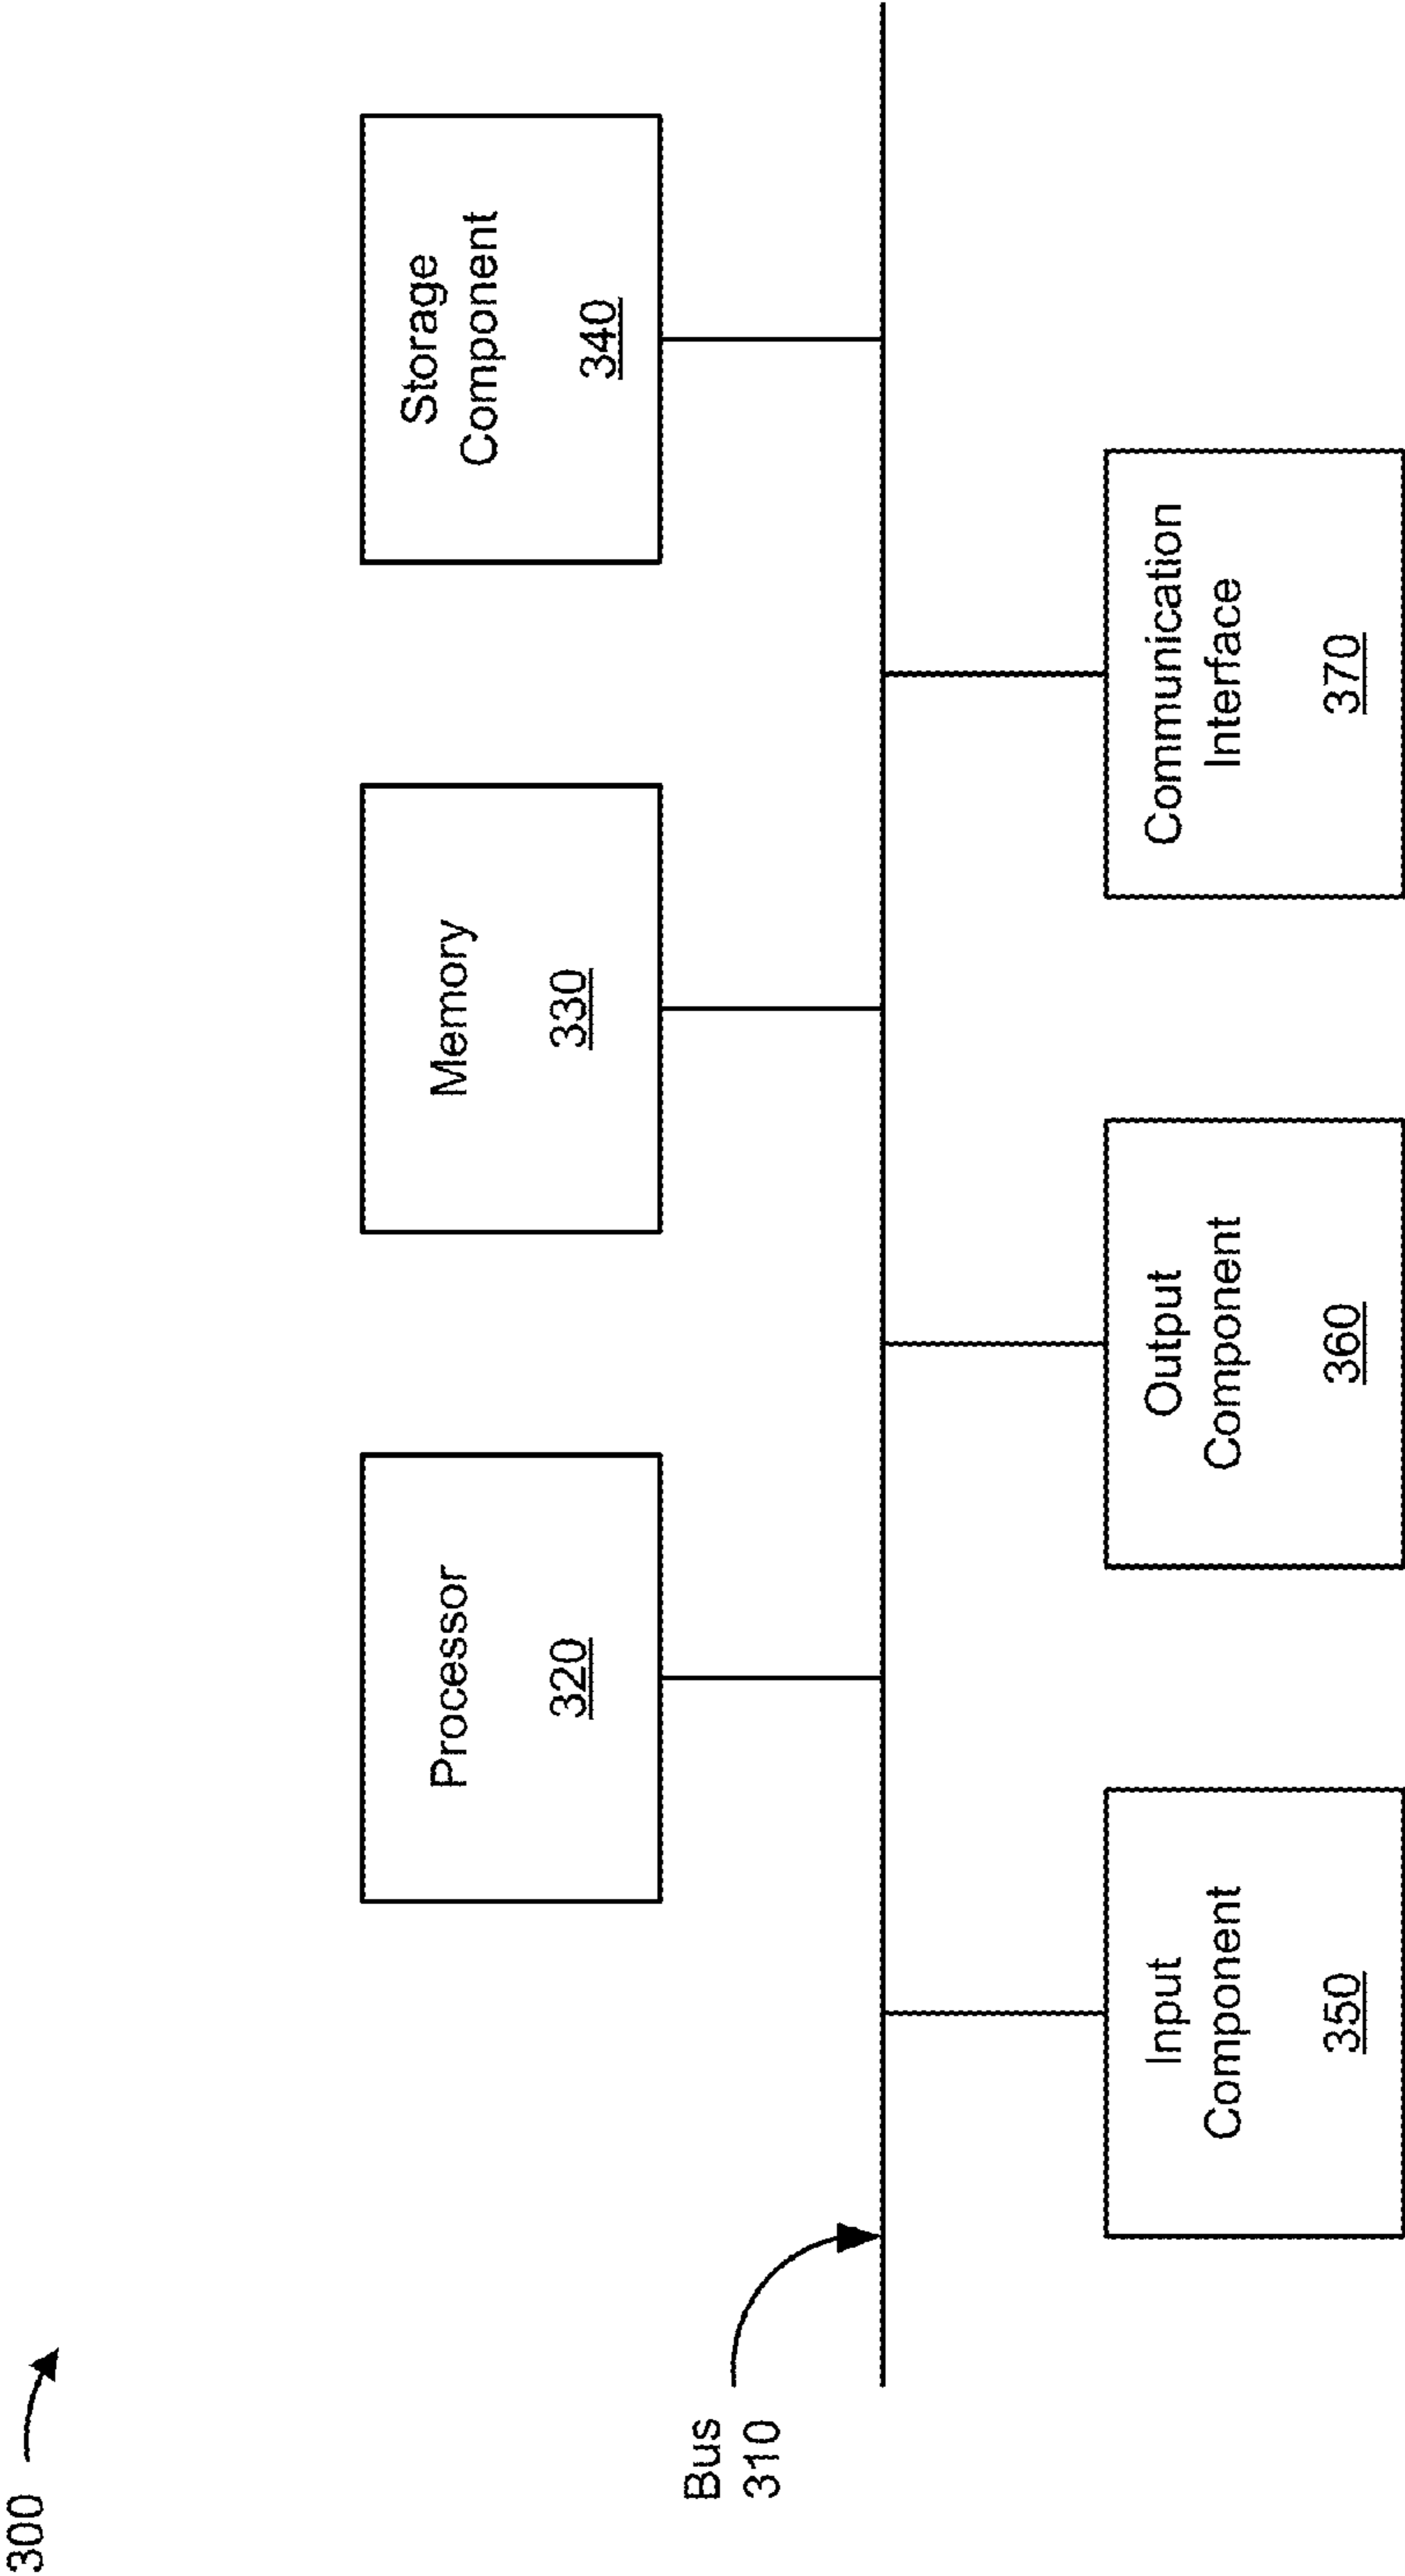 300
Processor
320
Memory
330
Storage
Component
340
Bus
310
Input
Component
350
Output
Component
360
Communication
Interface
370